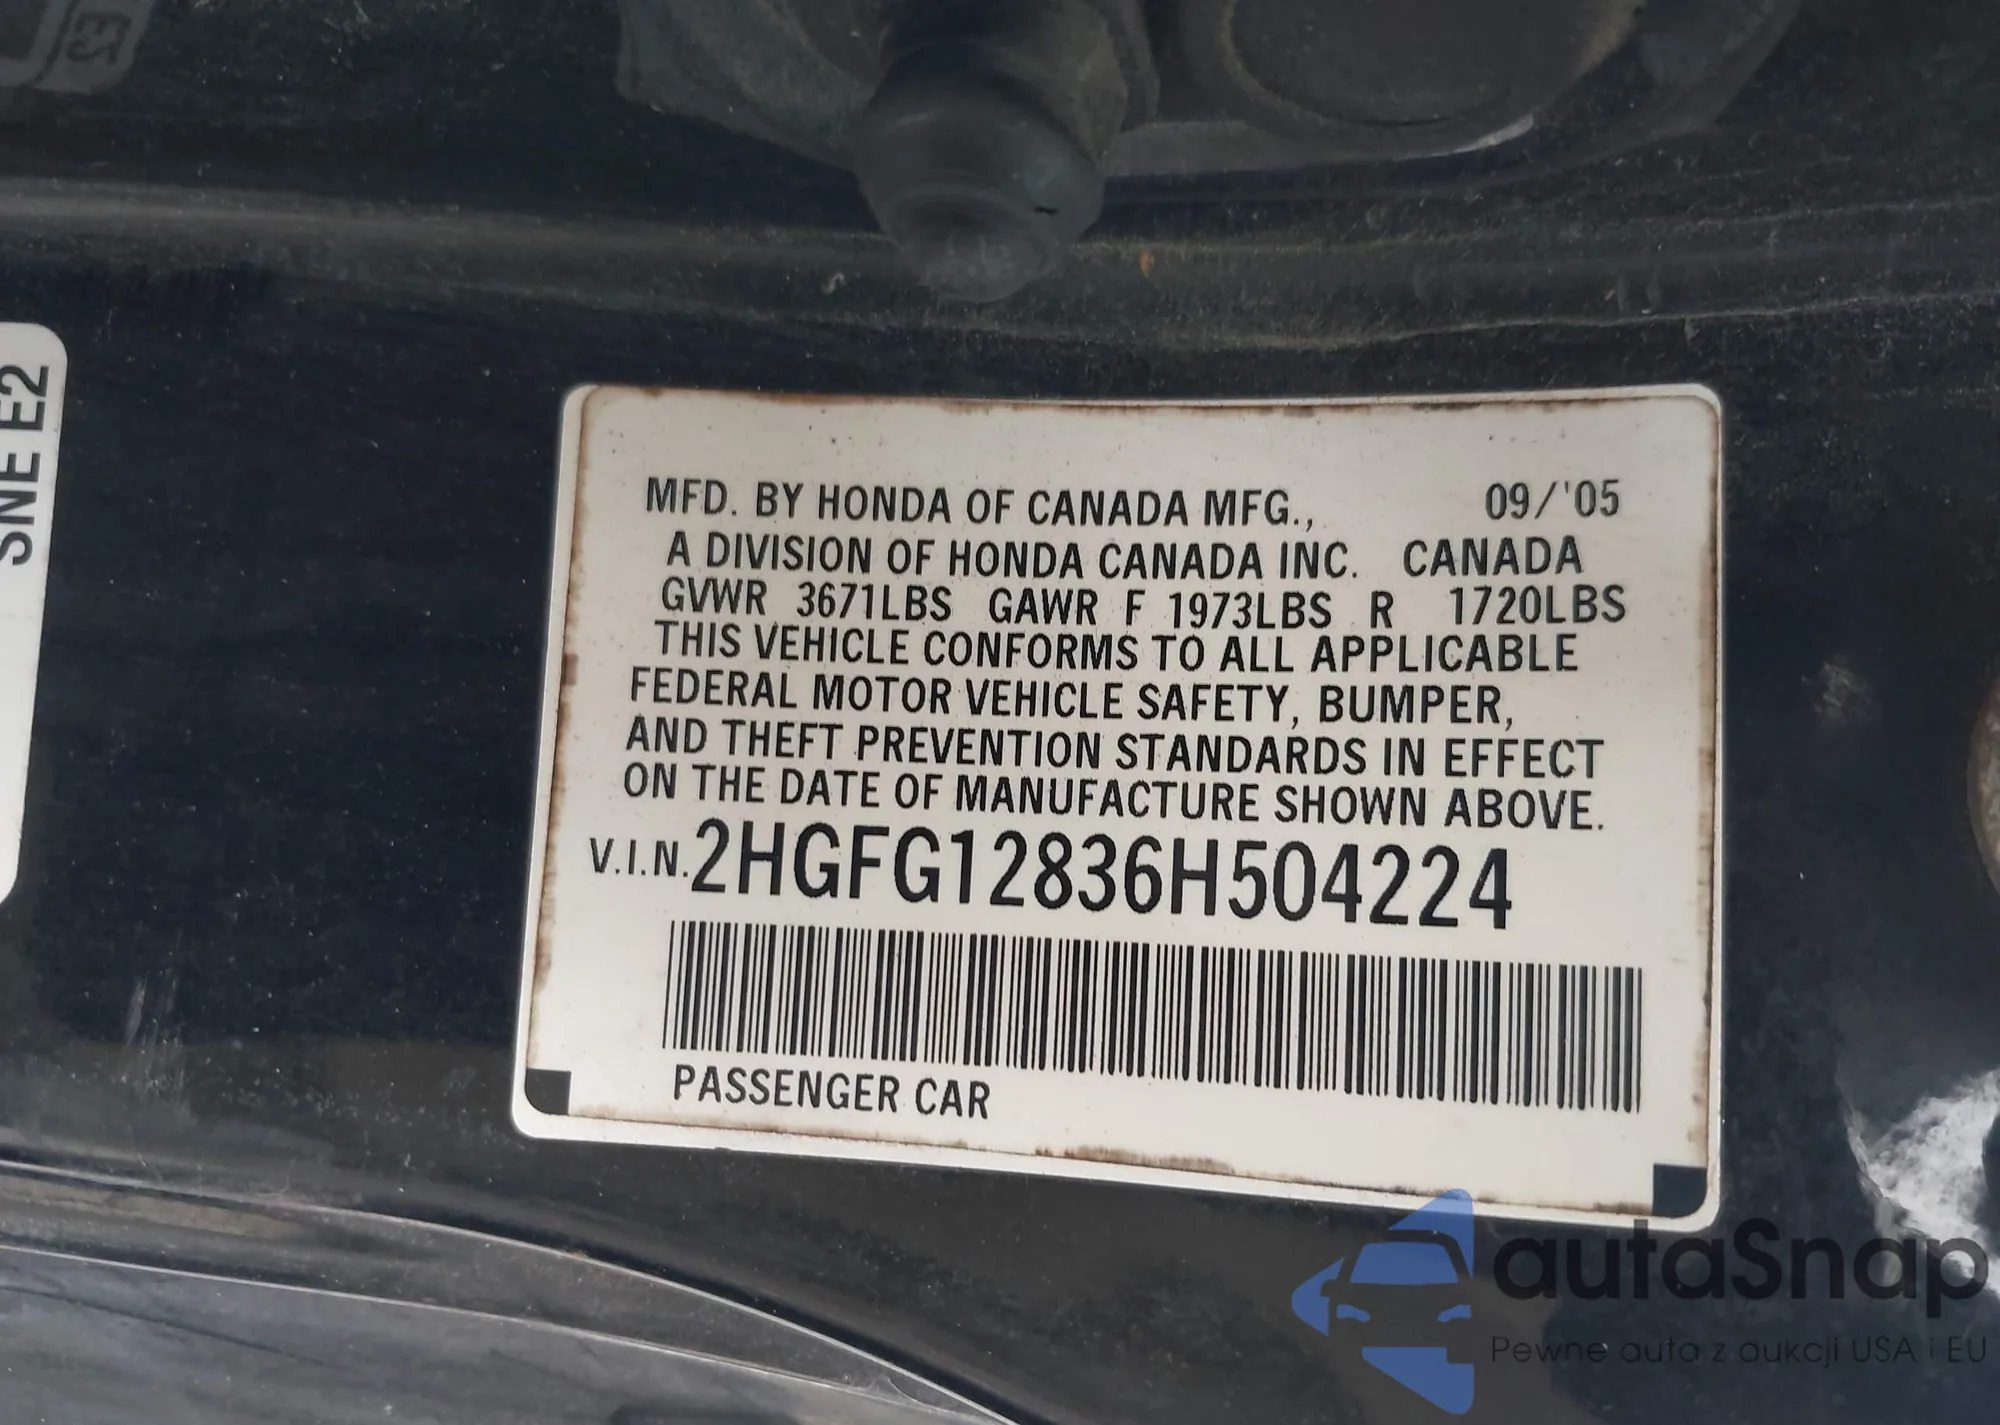 SNE E2
MFD. BY HONDA OF CANADA MFG., 09/'05
A DIVISION OF HONDA CANADA INC. CANADA
GVWR 3671LBS GAWR F 1973LBS R 1720LBS
THIS VEHICLE CONFORMS TO ALL APPLICABLE
FEDERAL MOTOR VEHICLE SAFETY, BUMPER,
AND THEFT PREVENTION STANDARDS IN EFFECT
ON THE DATE OF MANUFACTURE SHOWN ABOVE.
V.I.N. 2HGFG12836H504224
PASSENGER CAR
autaSnap
Pewne auta z aukcji USA i EU